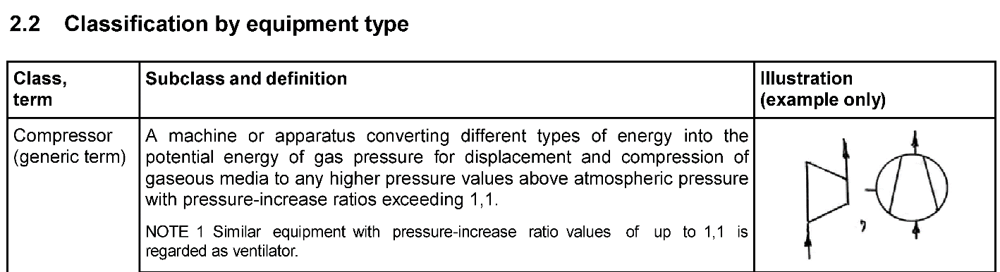 2.2 Classification by equipment type
Class,
term
Subclass and definition
Illustration
(example only)
Compressor
(generic term)
A machine or apparatus converting different types of energy into the
potential energy of gas pressure for displacement and compression of
gaseous media to any higher pressure values above atmospheric pressure
with pressure-increase ratios exceeding 1,1.
NOTE 1 Similar equipment with pressure-increase ratio values of up to 1,1 is
regarded as ventilator.
,